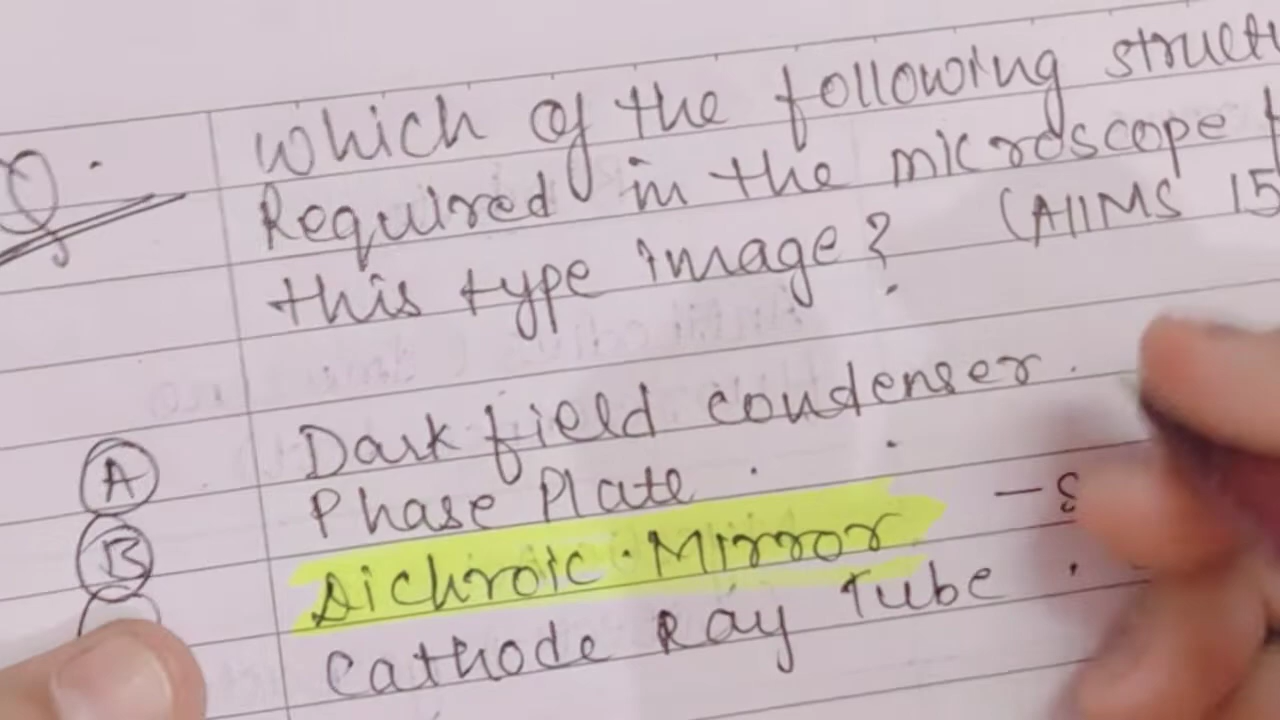 Q. Which of the following struct
Required in the microscope f
this type image? (AIIMS 15
A Dark field condenser.
B Phase Plate.
Dichroic Mirror
Cathode Ray Tube.